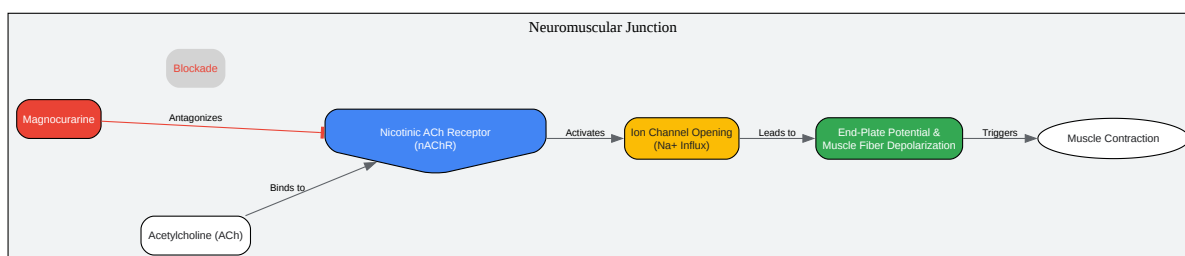 Neuromuscular Junction
Blockade
Magnocurarine
Antagonizes
Nicotinic ACh Receptor
(nAChR)
Activates
Ion Channel Opening
(Na+ Influx)
Leads to
End-Plate Potential &
Muscle Fiber Depolarization
Triggers
Muscle Contraction
Binds to
Acetylcholine (ACh)